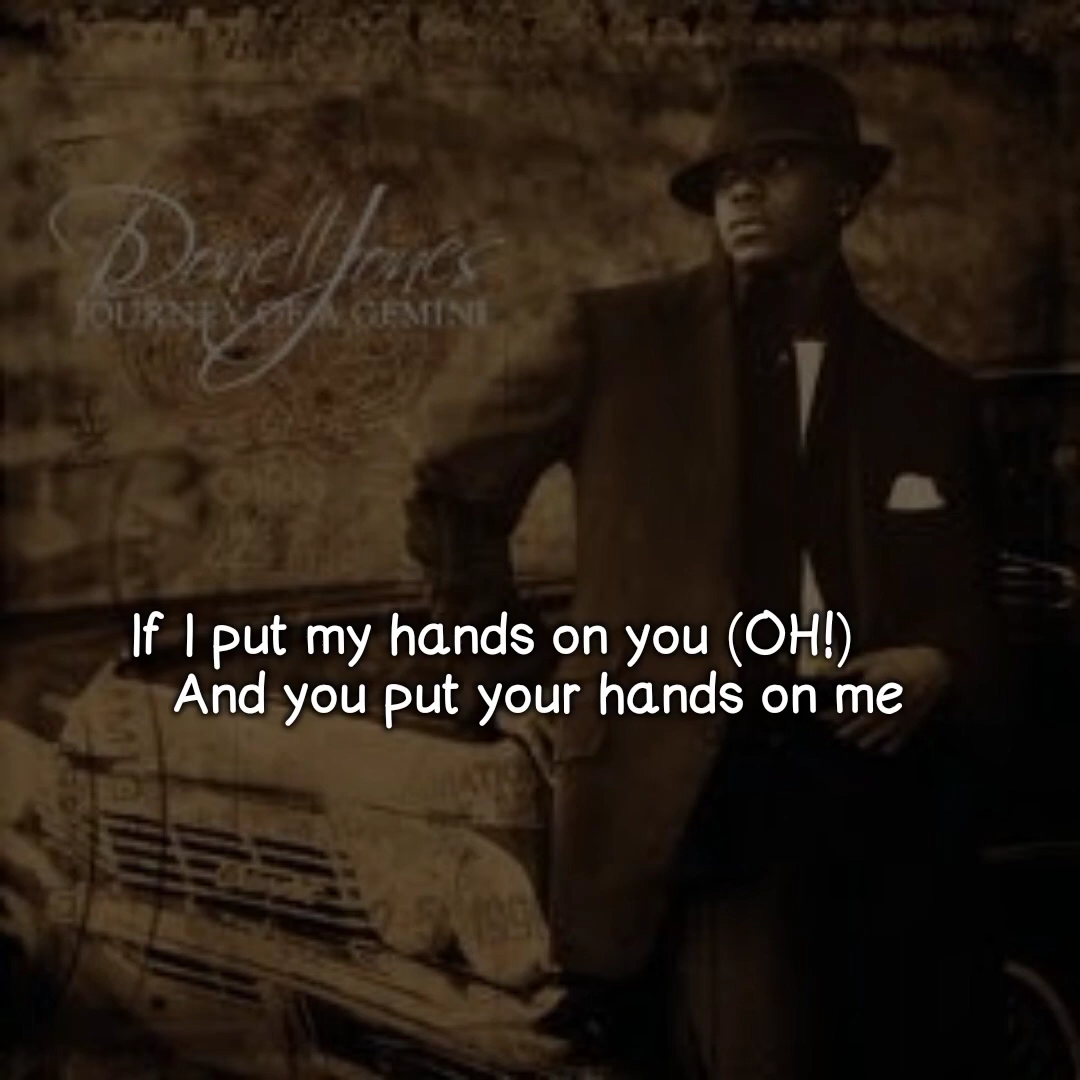 Donell Jones
JOURNEY OF A GEMINI
If I put my hands on you (OH!)
And you put your hands on me